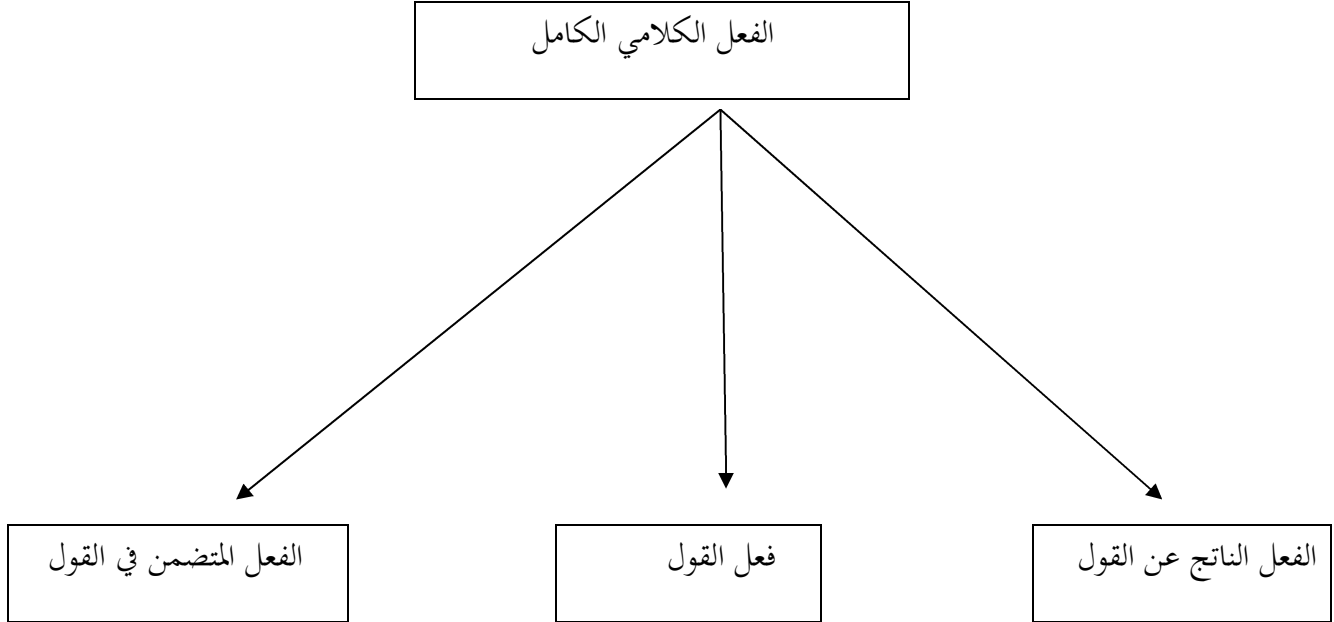 الفعل الكلامي الكامل
الفعل الناتج عن القول
فعل القول
الفعل المتضمن في القول